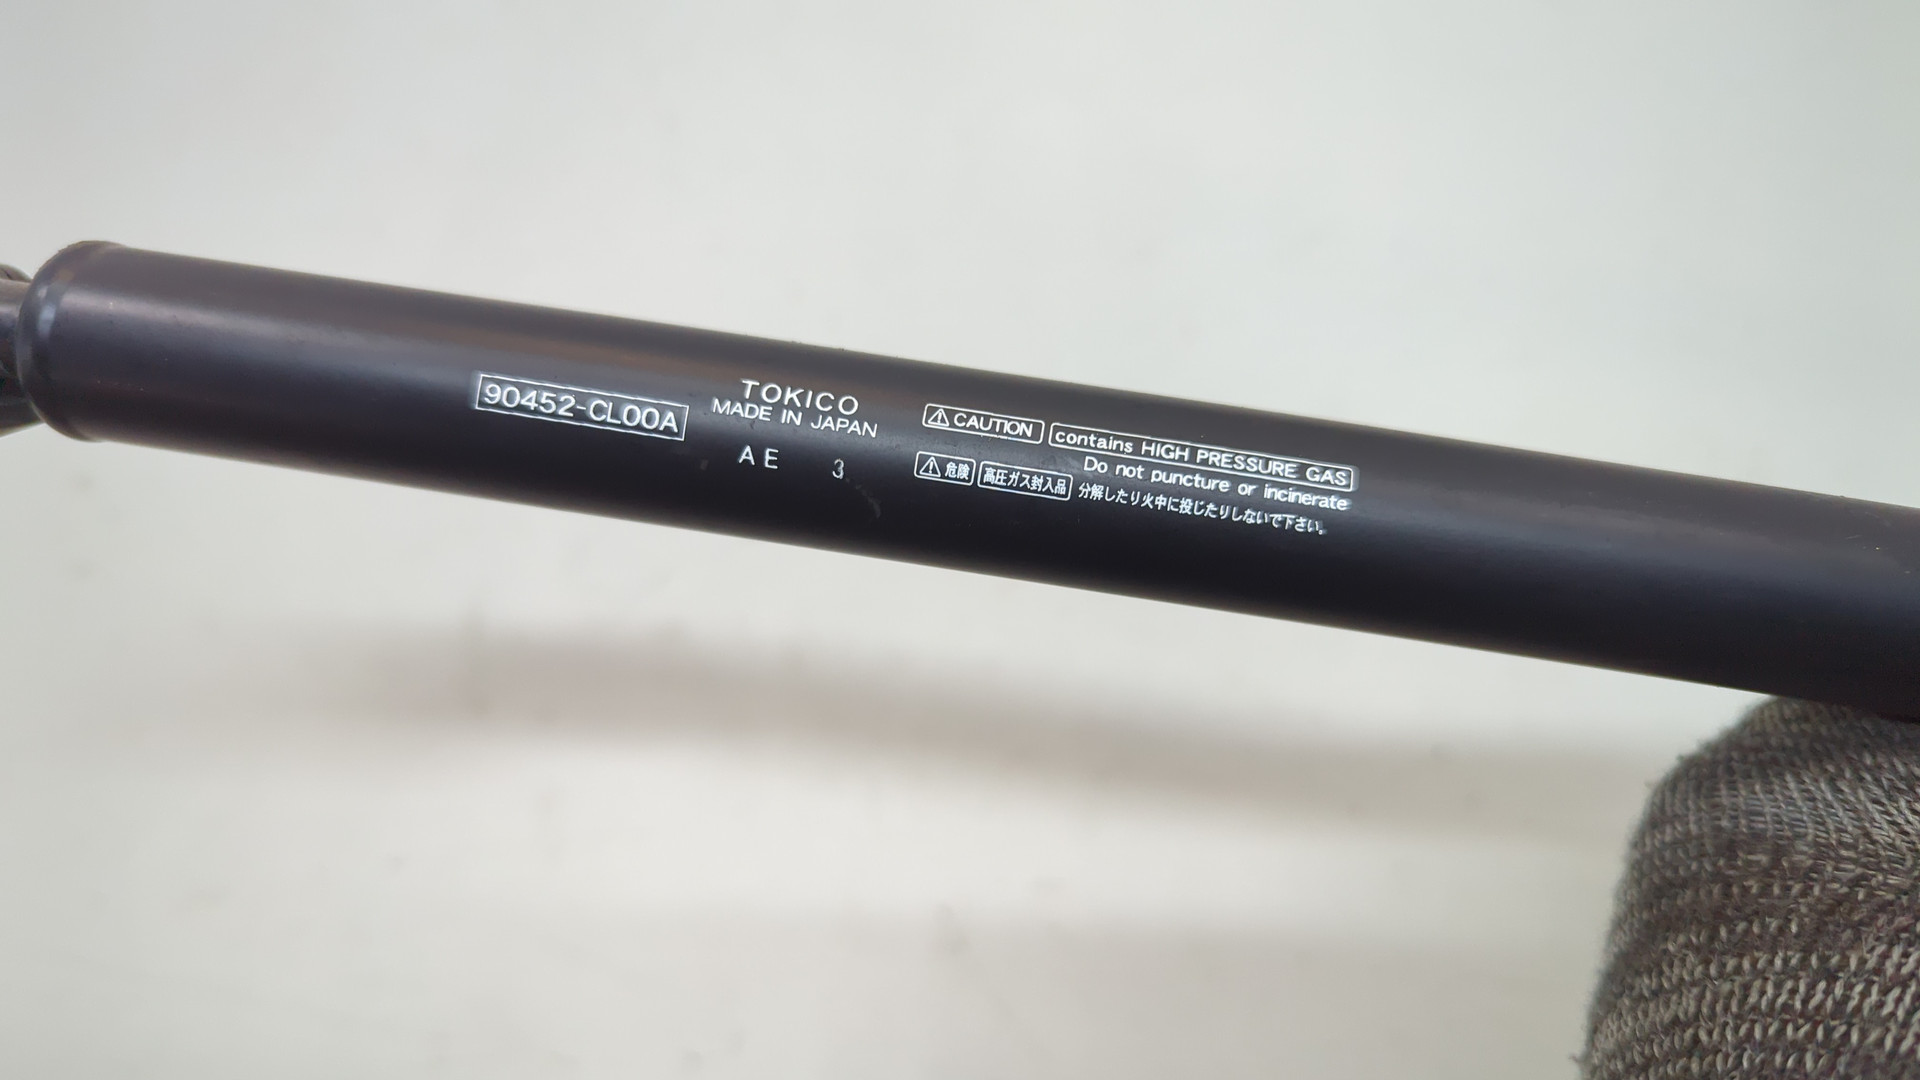 90452-CL00A
TOKICO
MADE IN JAPAN
AE 3
⚠ CAUTION contains HIGH PRESSURE GAS
Do not puncture or incinerate
⚠ 危険 高圧ガス封入品 分解したり火中に投じたりしないで下さい。